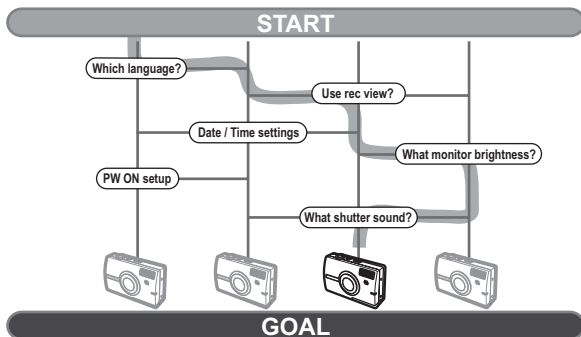 START
Which language?
Use rec view?
Date / Time settings
What monitor brightness?
PW ON setup
What shutter sound?
GOAL